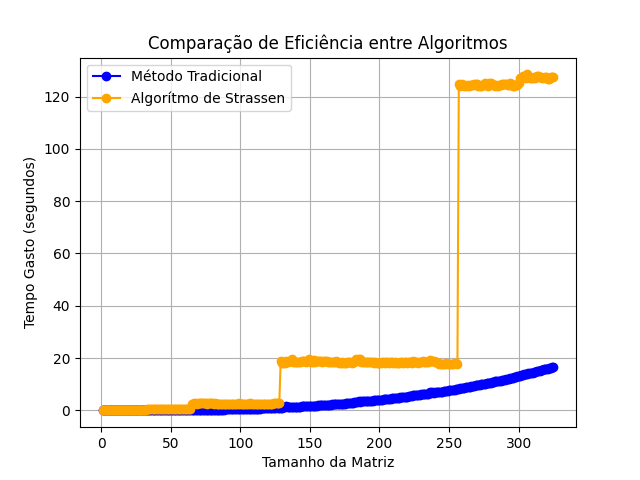 Comparação de Eficiência entre Algoritmos
Método Tradicional
Algorítmo de Strassen
Tempo Gasto (segundos)
120
100
80
60
40
20
0
0 50 100 150 200 250 300
Tamanho da Matriz